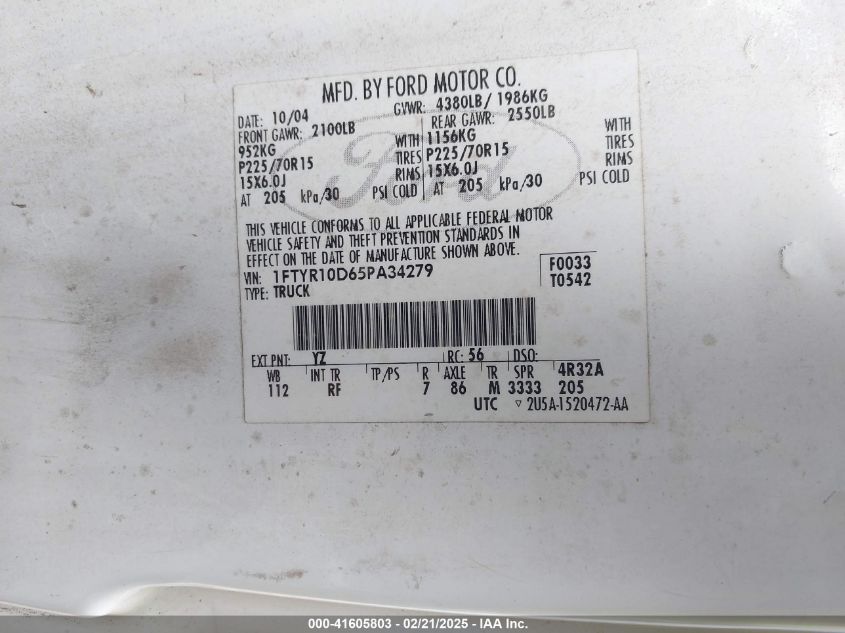 MFD. BY FORD MOTOR CO.
DATE: 10/04 GVWR: 4380LB/ 1986KG
FRONT GAWR: 2100LB REAR GAWR: 2550LB
952KG WITH 1156KG WITH
P225/70R15 TIRES P225/70R15 TIRES
15X6.0J RIMS 15X6.0J RIMS
AT 205 kPa/30 PSI COLD AT 205 kPa/30 PSI COLD
Ford
THIS VEHICLE CONFORMS TO ALL APPLICABLE FEDERAL MOTOR
VEHICLE SAFETY AND THEFT PREVENTION STANDARDS IN
EFFECT ON THE DATE OF MANUFACTURE SHOWN ABOVE.
VIN: 1FTYR10D65PA34279 F0033
TYPE: TRUCK T0542
EXT PNT: YZ RC: 56 DSO:
WB INT TR TP/PS R AXLE TR SPR 4R32A
112 RF 7 86 M 3333 205
UTC ▿ 2U5A-1520472-AA
000-41605803 - 02/21/2025 - IAA Inc.